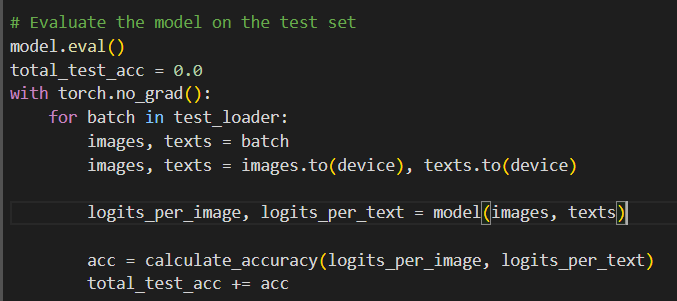 # Evaluate the model on the test set
model.eval()
total_test_acc = 0.0
with torch.no_grad():
    for batch in test_loader:
        images, texts = batch
        images, texts = images.to(device), texts.to(device)
        logits_per_image, logits_per_text = model(images, texts)
        acc = calculate_accuracy(logits_per_image, logits_per_text)
        total_test_acc += acc